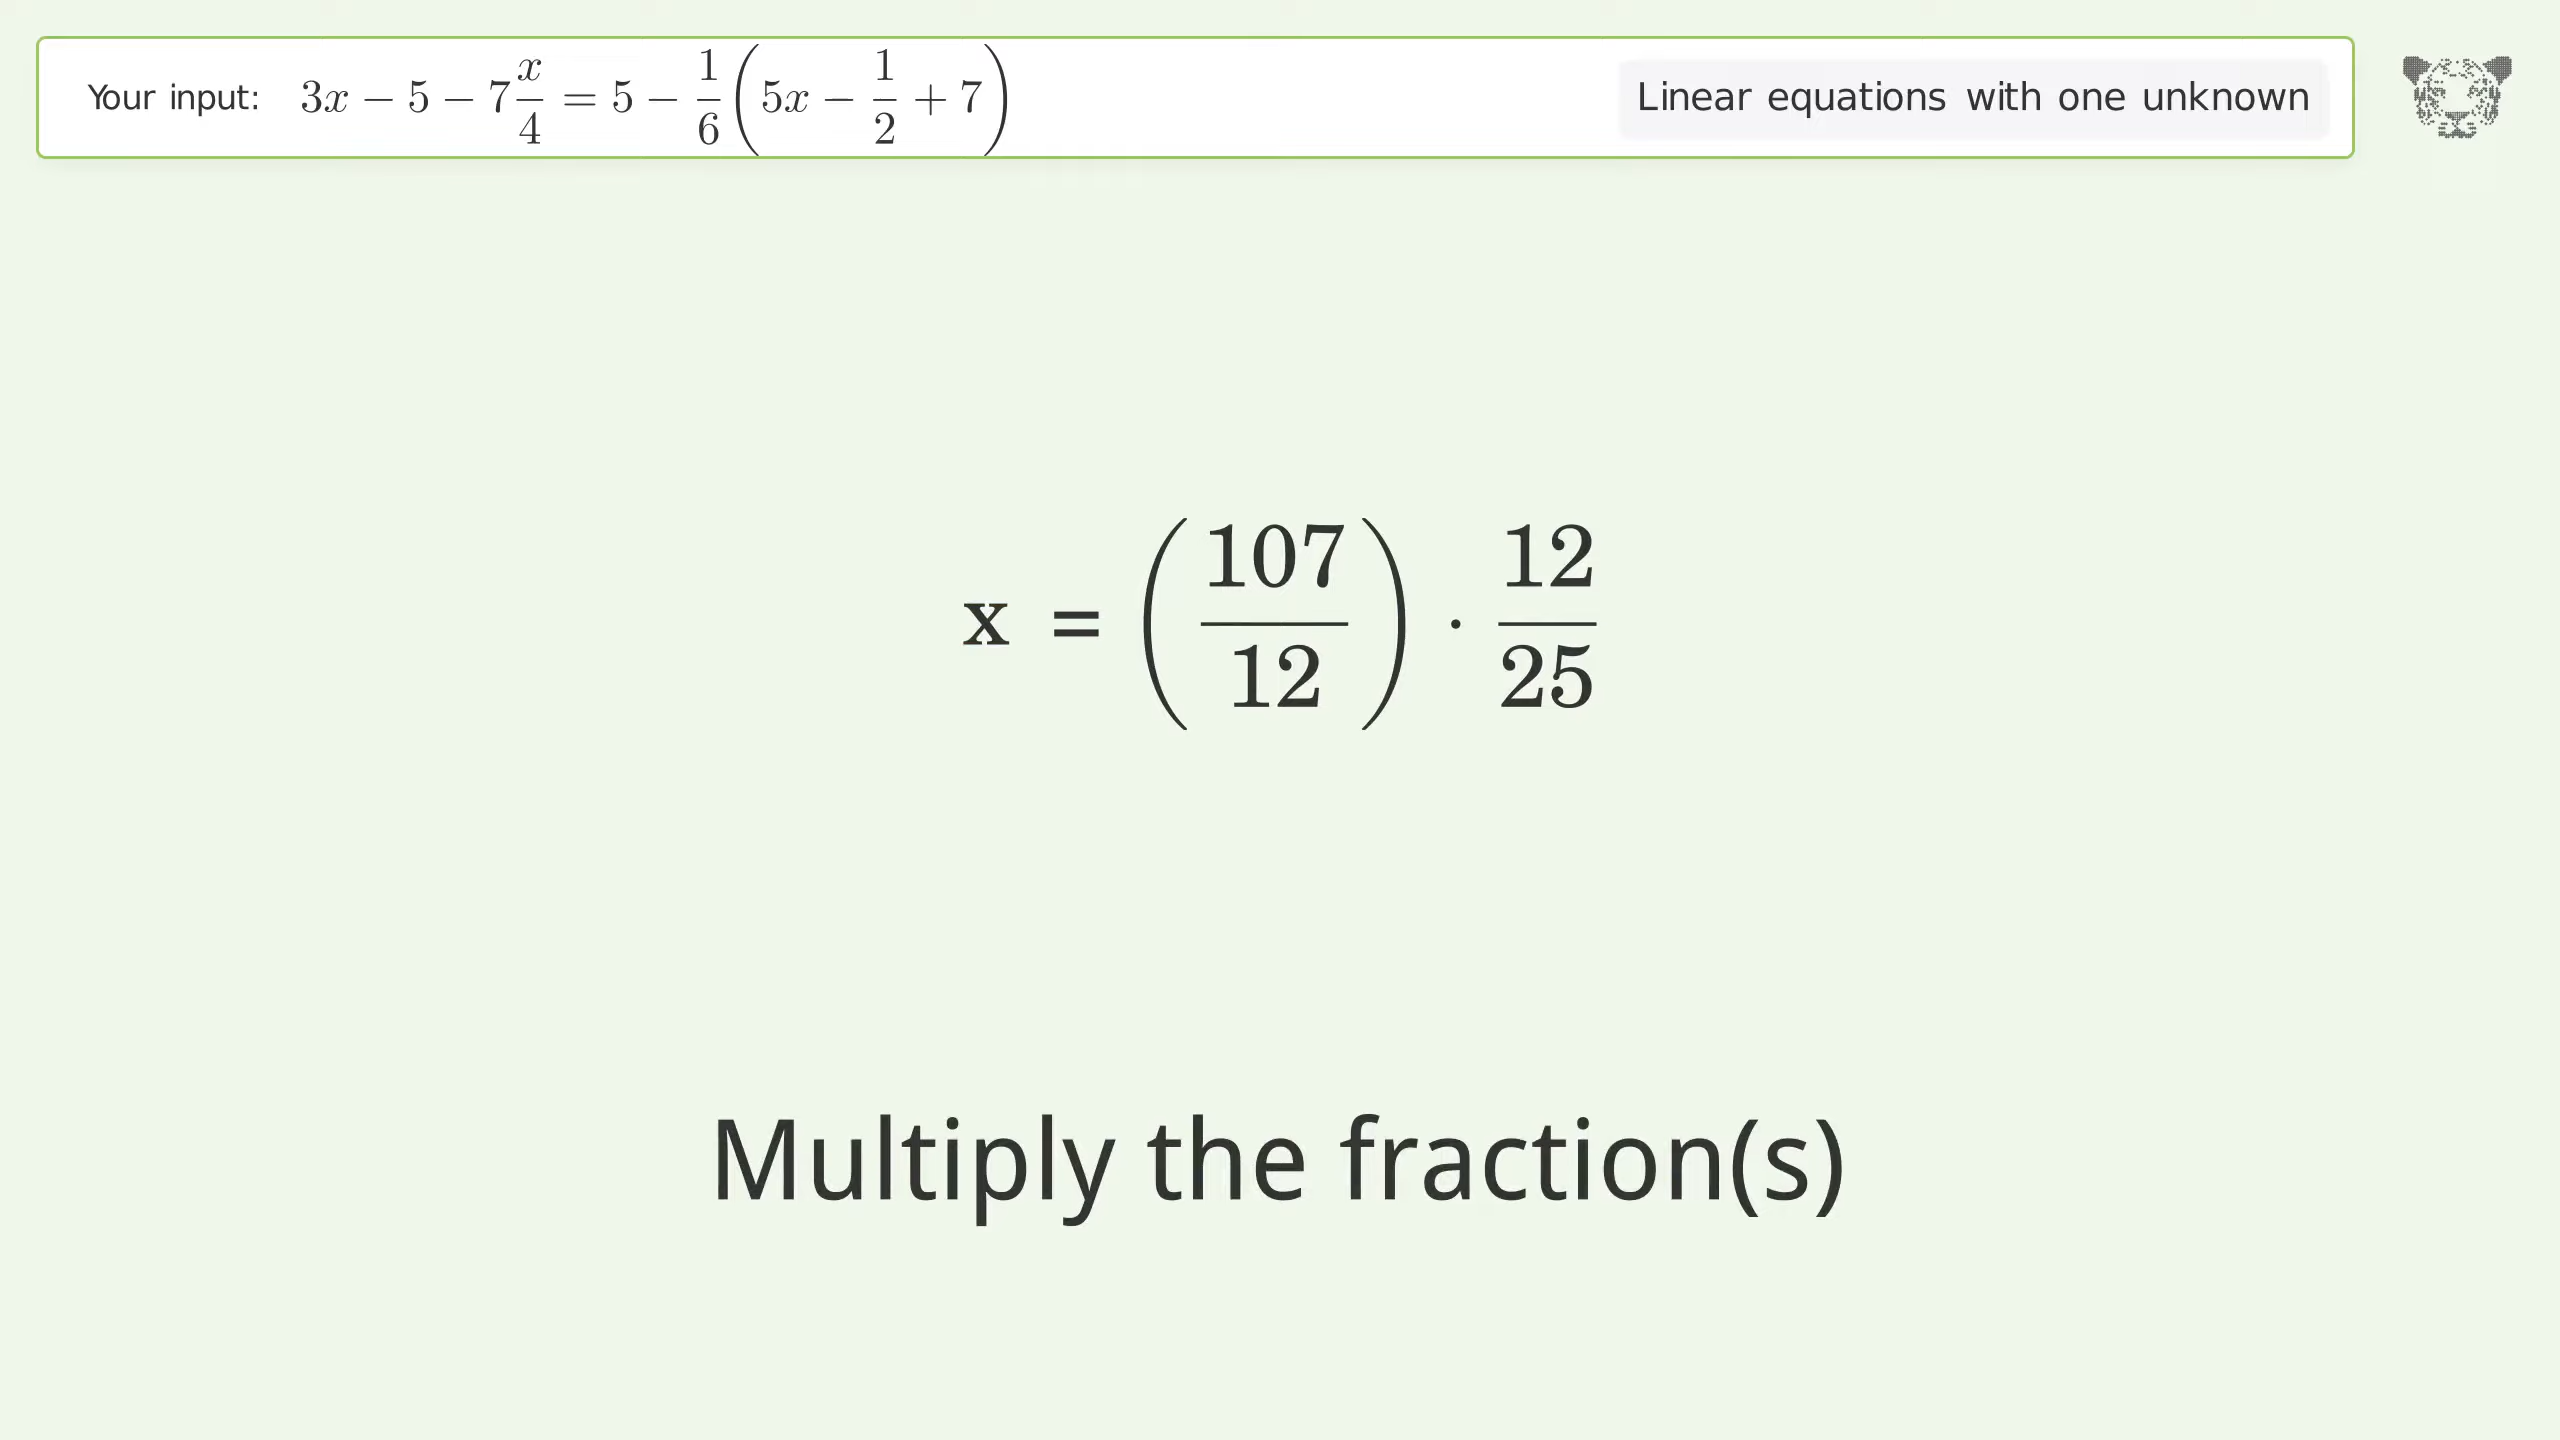 Your input: 3x − 5 − 7 x/4 = 5 − 1/6 (5x − 1/2 + 7)
Linear equations with one unknown
x = (107/12) · 12/25
Multiply the fraction(s)